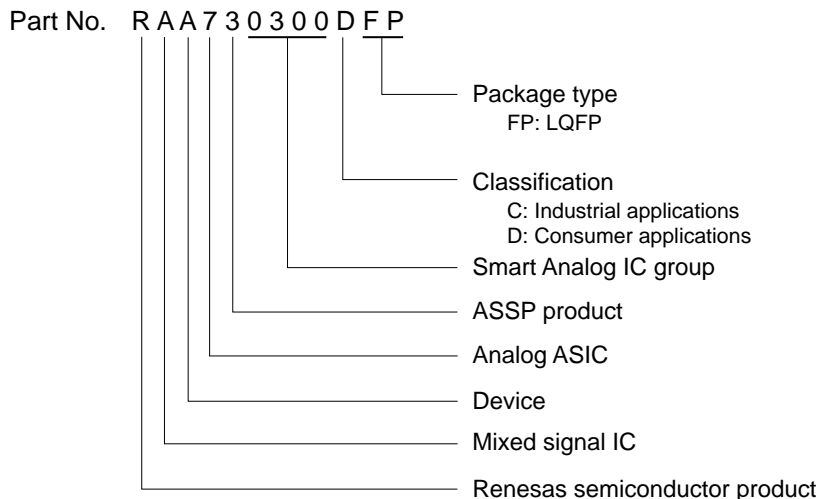 Part No. R A A 7 3 0 3 0 0 D F P
Package type
FP: LQFP
Classification
C: Industrial applications
D: Consumer applications
Smart Analog IC group
ASSP product
Analog ASIC
Device
Mixed signal IC
Renesas semiconductor product